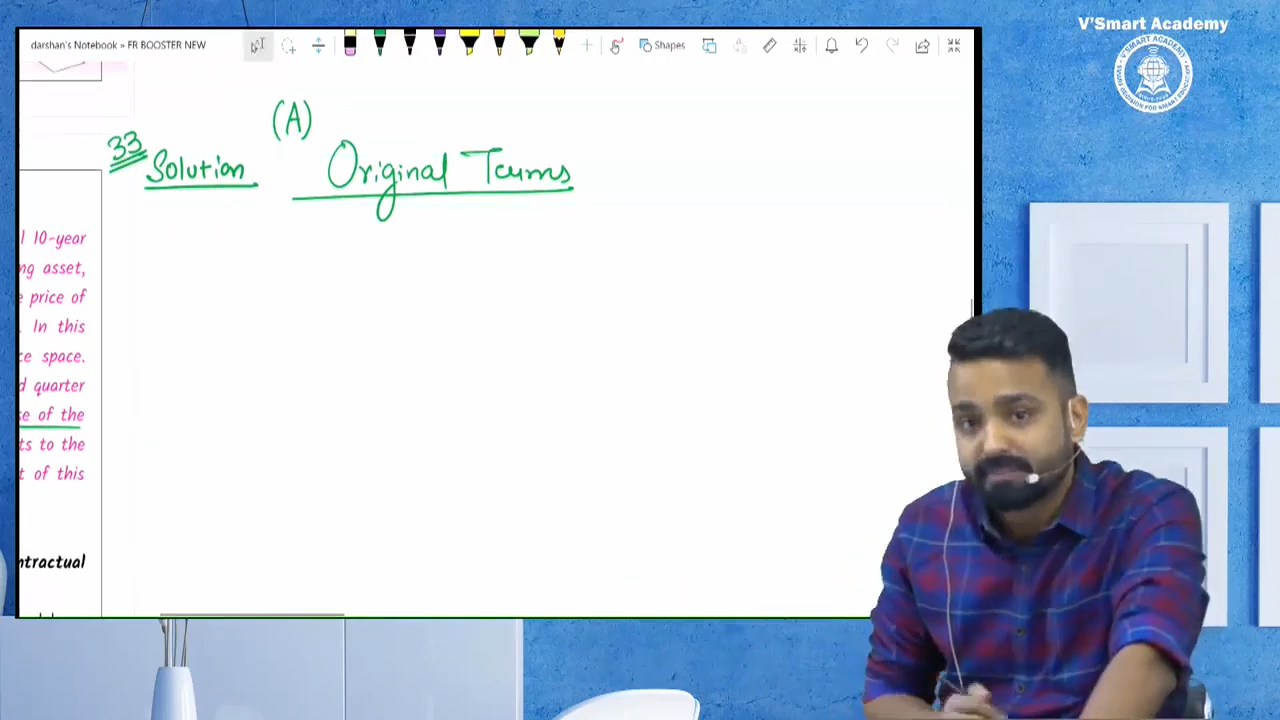 V'Smart Academy
darshan's Notebook » FR BOOSTER NEW
Shapes
(A)
33
Solution
Original Terms
l 10-year
ng asset,
e price of
. In this
ce space.
d quarter
se of the
ts to the
t of this
ntractual